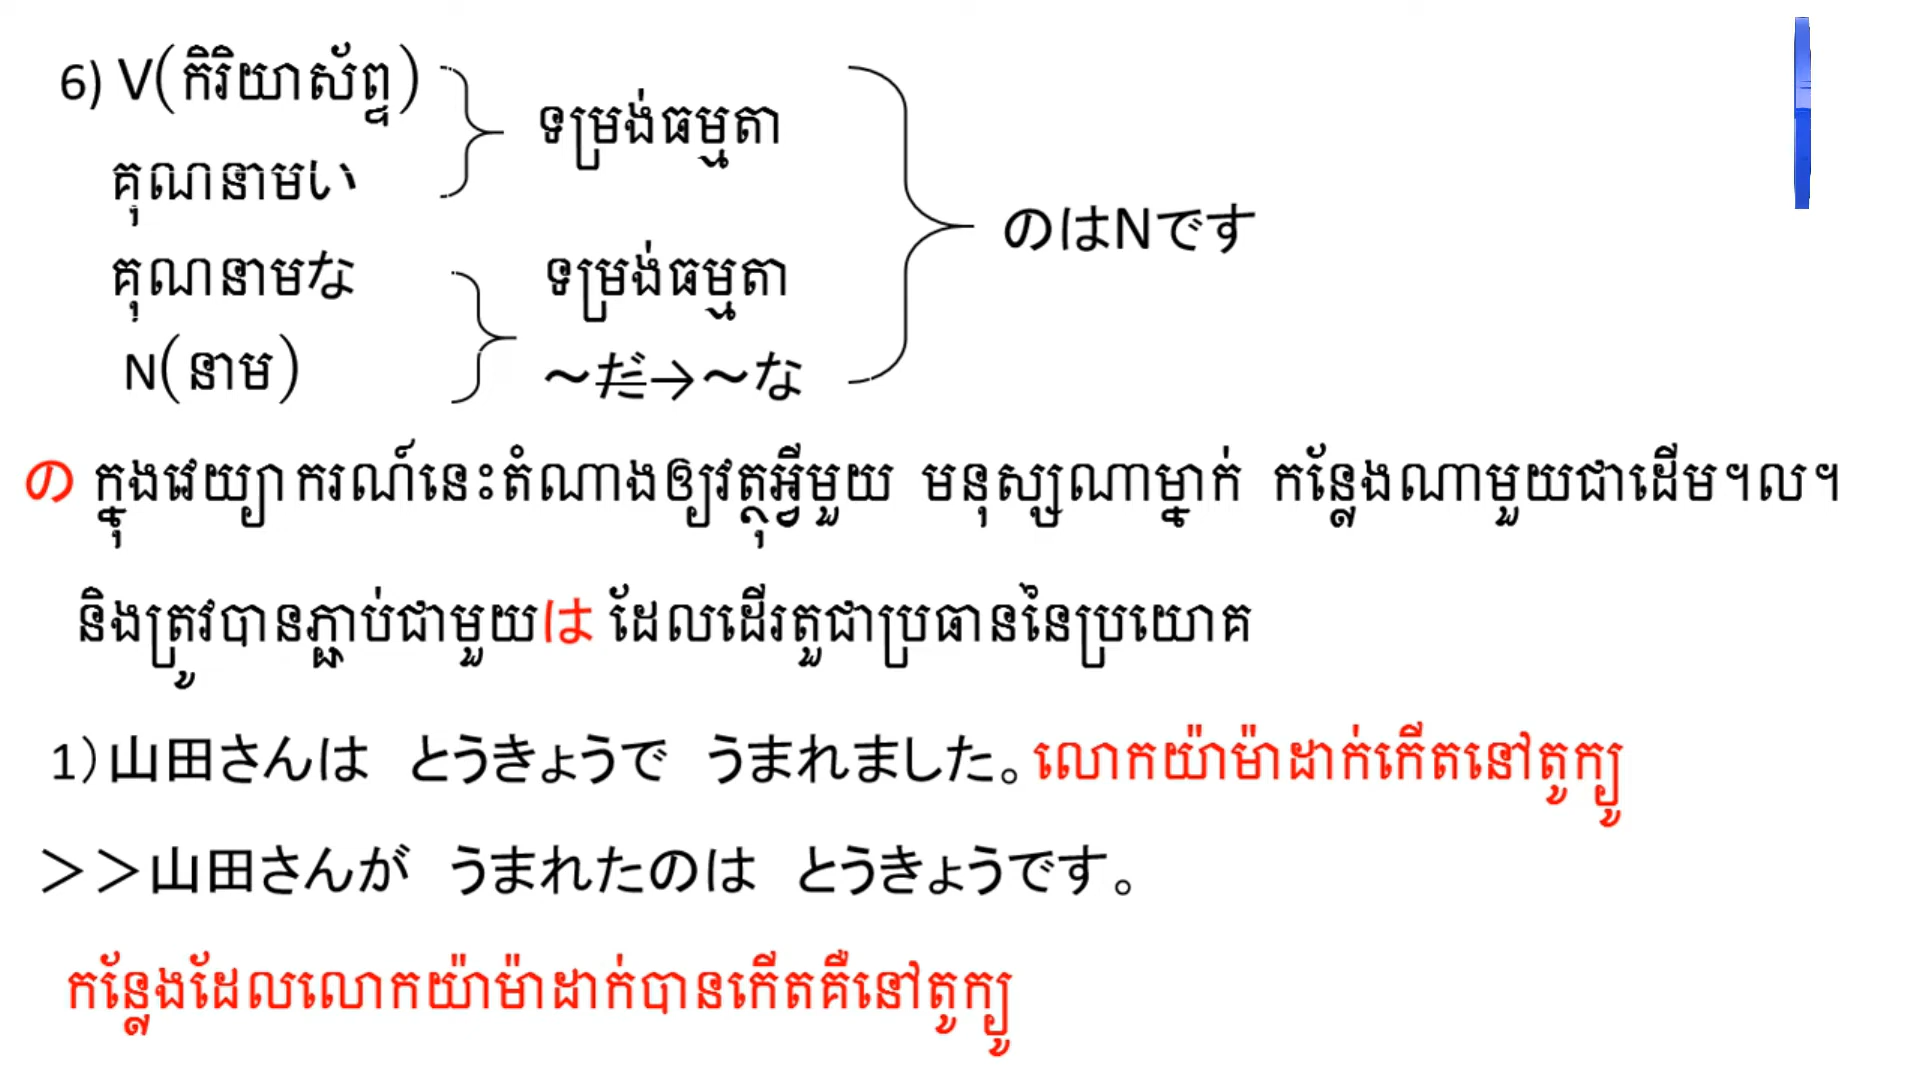 6) V(កិរិយាស័ព្ទ) ទម្រង់ធម្មតា
គុណនាមい
のはNです
គុណនាមな ទម្រង់ធម្មតា
N(នាម) ～だ→～な
の ក្នុងវេយ្យាករណ៍នេះតំណាងឲ្យវត្ថុអ្វីមួយ មនុស្សណាម្នាក់ កន្លែងណាមួយជាដើម។ល។
និងត្រូវបានភ្ជាប់ជាមួយは ដែលដើរតួជាប្រធាននៃប្រយោគ
1)山田さんは　とうきょうで　うまれました。លោកយ៉ាម៉ាដាក់កើតនៅតូក្យូ
＞＞山田さんが　うまれたのは　とうきょうです。
កន្លែងដែលលោកយ៉ាម៉ាដាក់បានកើតគឺនៅតូក្យូ